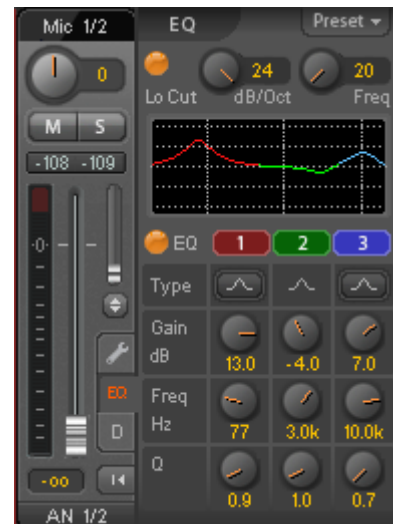 Mic 1/2
EQ
Preset
0
24
20
Lo Cut
dB/Oct
Freq
M
S
-108 -109
-0-
EQ
1
2
3
Type
Gain
dB
13.0
-4.0
7.0
EQ
Freq
Hz
77
3.0k
10.0k
D
Q
0.9
1.0
0.7
-oo
AN 1/2